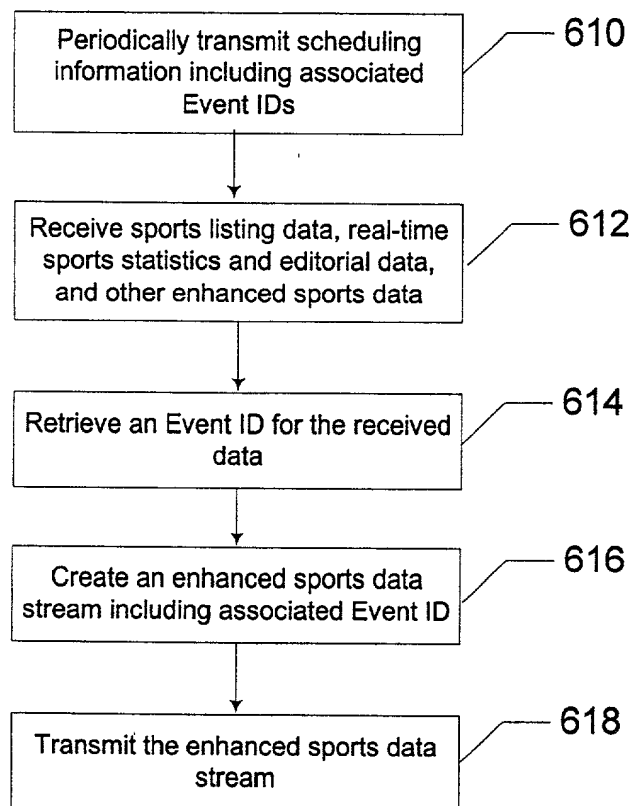 Periodically transmit scheduling
information including associated
Event IDs
610
Receive sports listing data, real-time
sports statistics and editorial data,
and other enhanced sports data
612
Retrieve an Event ID for the received
data
614
Create an enhanced sports data
stream including associated Event ID
616
Transmit the enhanced sports data
stream
618